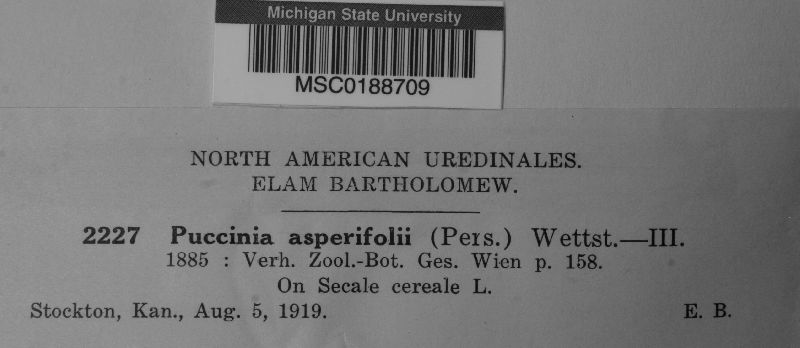 Michigan State University
MSC0188709
NORTH AMERICAN UREDINALES.
ELAM BARTHOLOMEW.
2227 Puccinia asperifolii (Pers.) Wettst.—III.
1885 : Verh. Zool.-Bot. Ges. Wien p. 158.
On Secale cereale L.
Stockton, Kan., Aug. 5, 1919. E. B.